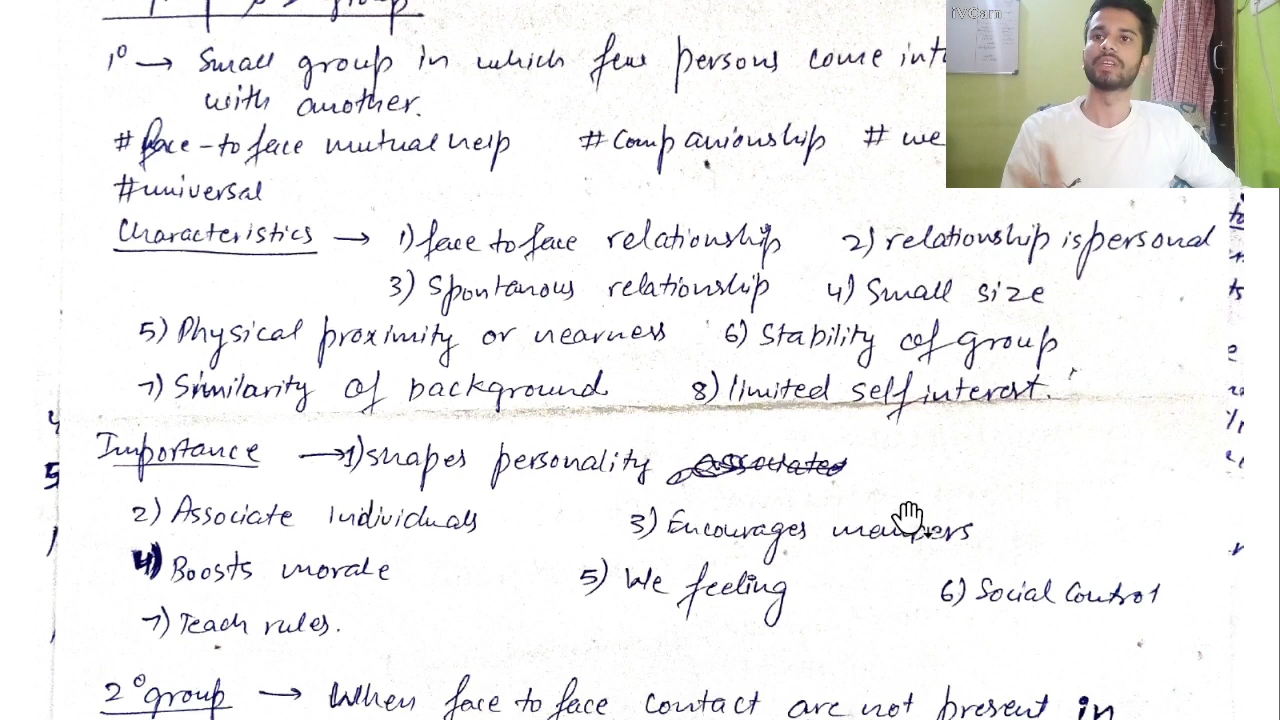 group
1° → Small group in which few persons come int
with another.
# face-to face mutual help # companionship # we
# universal
Characteristics → 1) face to face relationship 2) relationship is personal
3) Spontanous relationship 4) Small size
5) Physical proximity or nearness 6) Stability of group
7) Similarity of background 8) limited self interest.
Importance → 1) shapes personality Associates
2) Associate individuals 3) Encourages members
4) Boosts morale 5) We feeling 6) Social Control
7) Teach rules.
2° group → When face to face contact are not present in